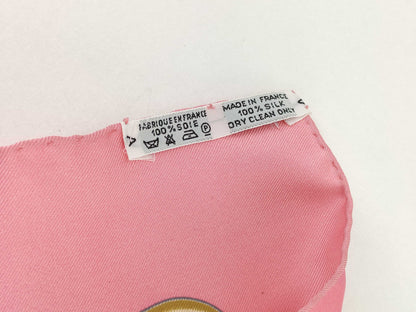 FABRIQUE EN FRANCE
100% SOIE
P
MADE IN FRANCE
100% SILK
DRY CLEAN ONLY